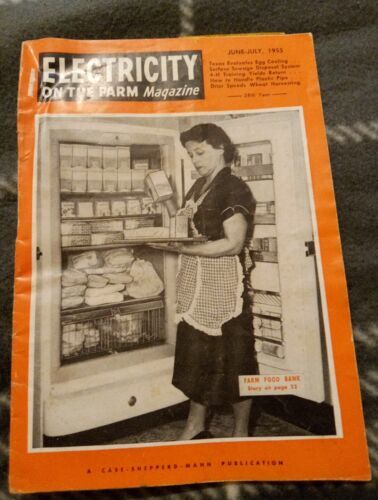 ELECTRICITY
ON THE FARM Magazine
JUNE-JULY, 1955
Texas Evaluates Egg Cooling
Surface Sewage Disposal System
4-H Training Yields Return . . .
How to Handle Plastic Pipe
Drier Speeds Wheat Harvesting
28th Year
FARM FOOD BANK
Story on page 12
A CASE-SHEPPERD-MANN PUBLICATION